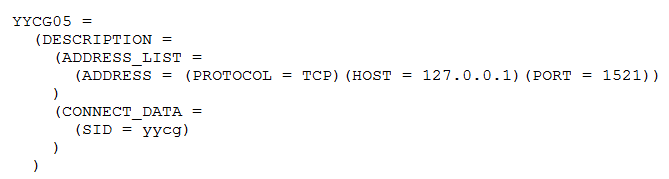 YYCG05 =
  (DESCRIPTION =
    (ADDRESS_LIST =
      (ADDRESS = (PROTOCOL = TCP)(HOST = 127.0.0.1)(PORT = 1521))
    )
    (CONNECT_DATA =
      (SID = yycg)
    )
  )